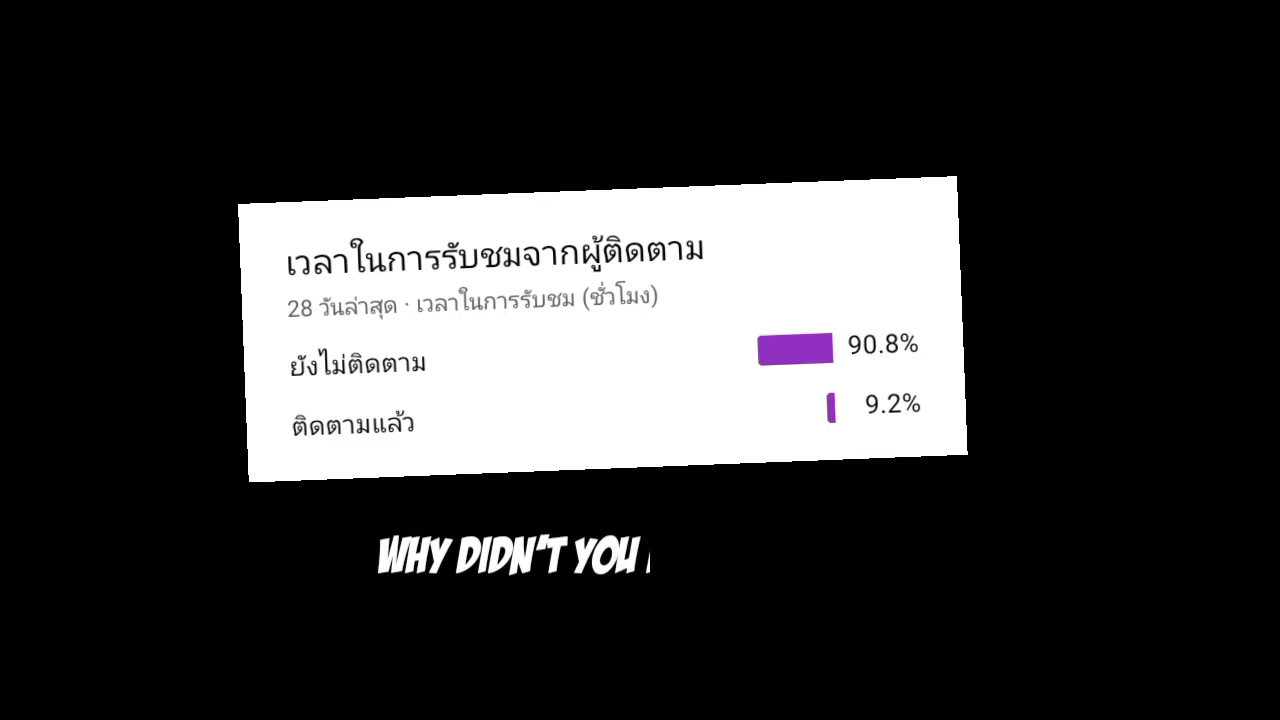 เวลาในการรับชมจากผู้ติดตาม
28 วันล่าสุด · เวลาในการรับชม (ชั่วโมง)
ยังไม่ติดตาม 90.8%
ติดตามแล้ว 9.2%
WHY DIDN'T YOU